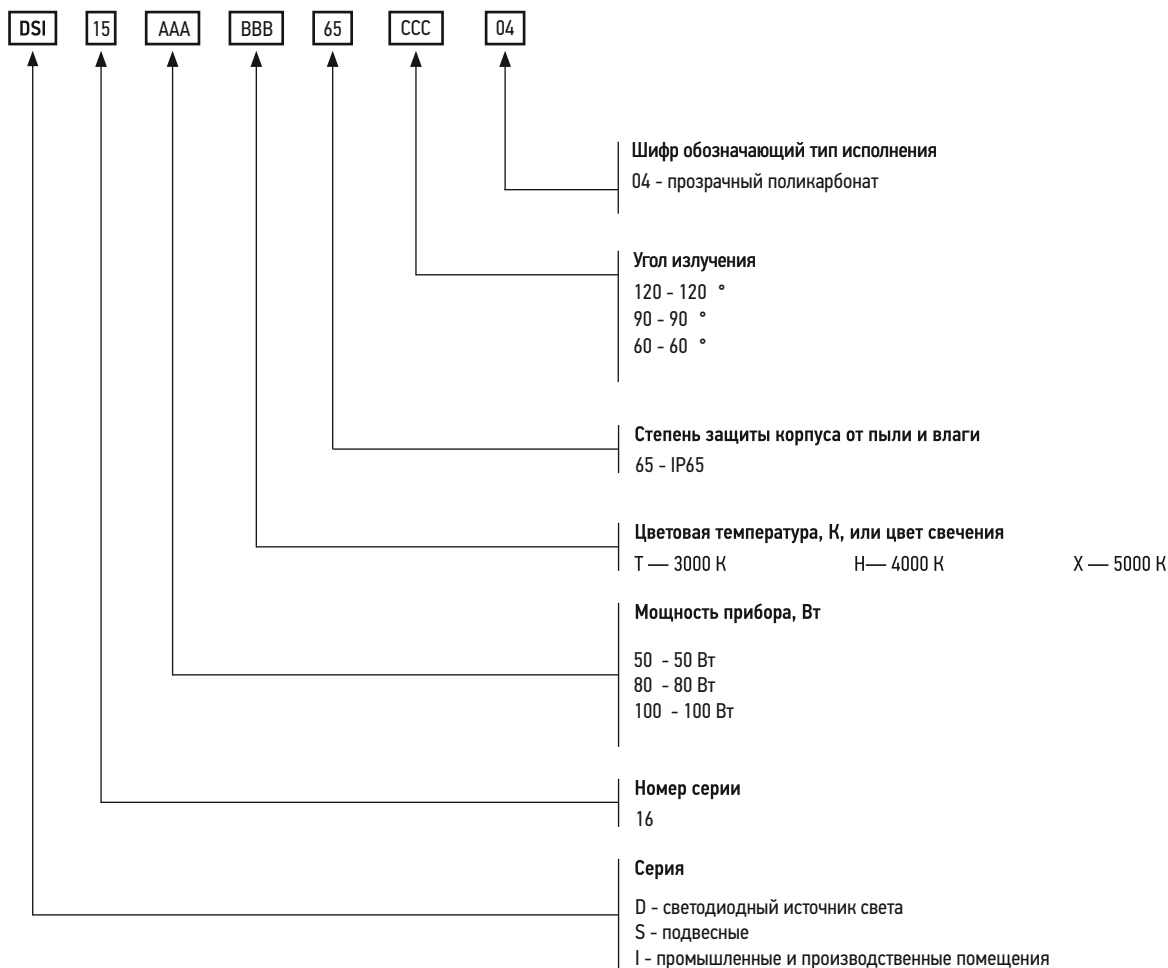 DSI 15 AAA BBB 65 CCC 04
Шифр обозначающий тип исполнения
04 - прозрачный поликарбонат
Угол излучения
120 - 120 °
90 - 90 °
60 - 60 °
Степень защиты корпуса от пыли и влаги
65 - IP65
Цветовая температура, К, или цвет свечения
Т — 3000 К Н— 4000 К Х — 5000 К
Мощность прибора, Вт
50 - 50 Вт
80 - 80 Вт
100 - 100 Вт
Номер серии
16
Серия
D - светодиодный источник света
S - подвесные
I - промышленные и производственные помещения